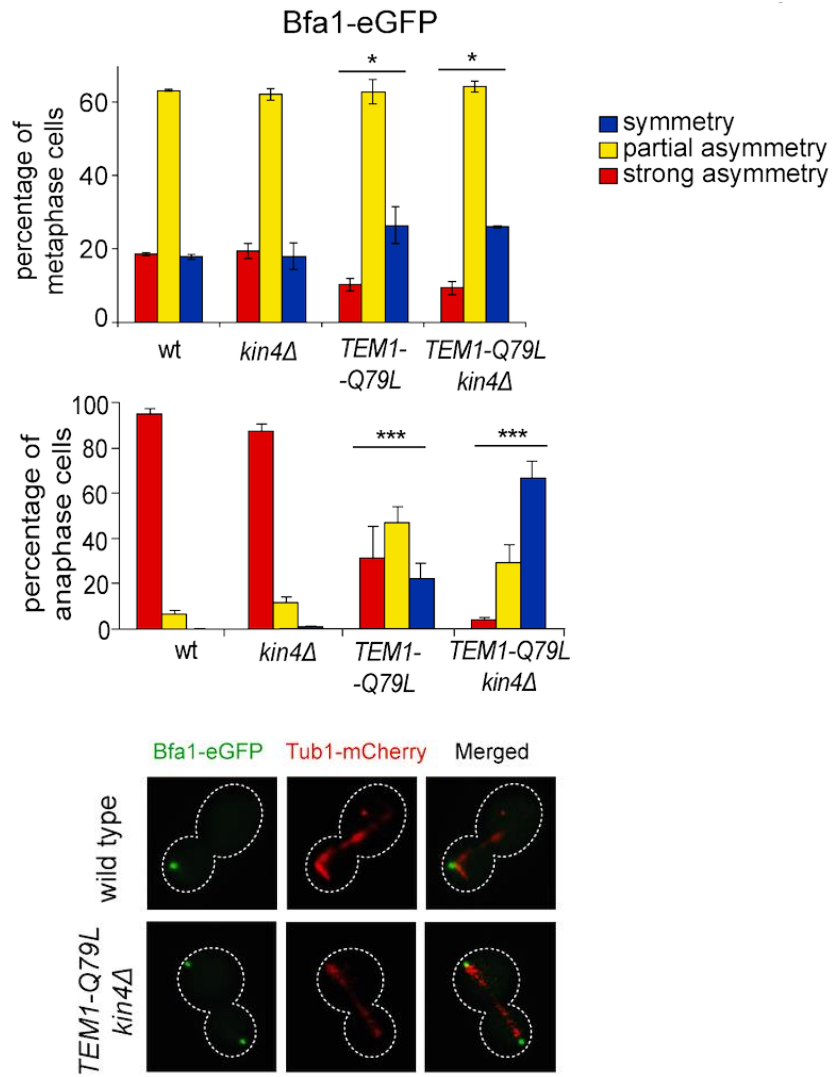 Bfa1-eGFP
percentage of
metaphase cells
60
40
20
0
*
*
symmetry
partial asymmetry
strong asymmetry
wt
kin4Δ
TEM1-
-Q79L
TEM1-Q79L
kin4Δ
percentage of
anaphase cells
100
80
60
40
20
0
***
***
wt
kin4Δ
TEM1-
-Q79L
TEM1-Q79L
kin4Δ
Bfa1-eGFP
Tub1-mCherry
Merged
wild type
TEM1-Q79L
kin4Δ